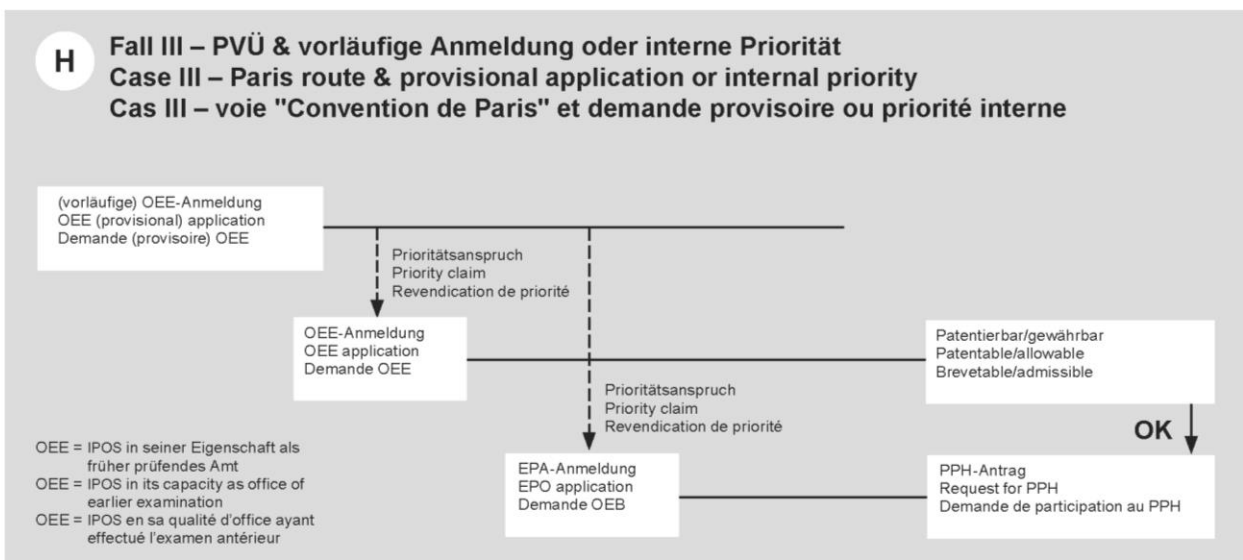 H
Fall III – PVÜ & vorläufige Anmeldung oder interne Priorität
Case III – Paris route & provisional application or internal priority
Cas III – voie "Convention de Paris" et demande provisoire ou priorité interne
(vorläufige) OEE-Anmeldung
OEE (provisional) application
Demande (provisoire) OEE
Prioritätsanspruch
Priority claim
Revendication de priorité
OEE-Anmeldung
OEE application
Demande OEE
Patentierbar/gewährbar
Patentable/allowable
Brevetable/admissible
Prioritätsanspruch
Priority claim
Revendication de priorité
OK
OEE = IPOS in seiner Eigenschaft als
früher prüfendes Amt
OEE = IPOS in its capacity as office of
earlier examination
OEE = IPOS en sa qualité d'office ayant
effectué l'examen antérieur
EPA-Anmeldung
EPO application
Demande OEB
PPH-Antrag
Request for PPH
Demande de participation au PPH